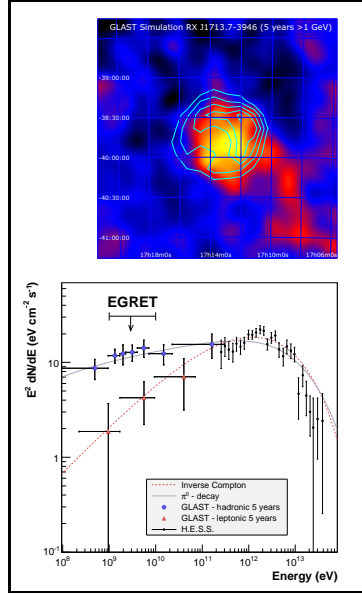 GLAST Simulation RX J1713.7-3946 (5 years >1 GeV)
-39:00:00
-38:30:00
-40:00:00
-40:30:00
-41:00:00
17h18m0s
17h14m0s
17h10m0s
17h06m0s
E² dN/dE (eV cm⁻² s⁻¹)
EGRET
10
1
10⁻¹
Inverse Compton
π⁰ - decay
GLAST - hadronic 5 years
GLAST - leptonic 5 years
H.E.S.S.
10⁸
10⁹
10¹⁰
10¹¹
10¹²
10¹³
Energy (eV)